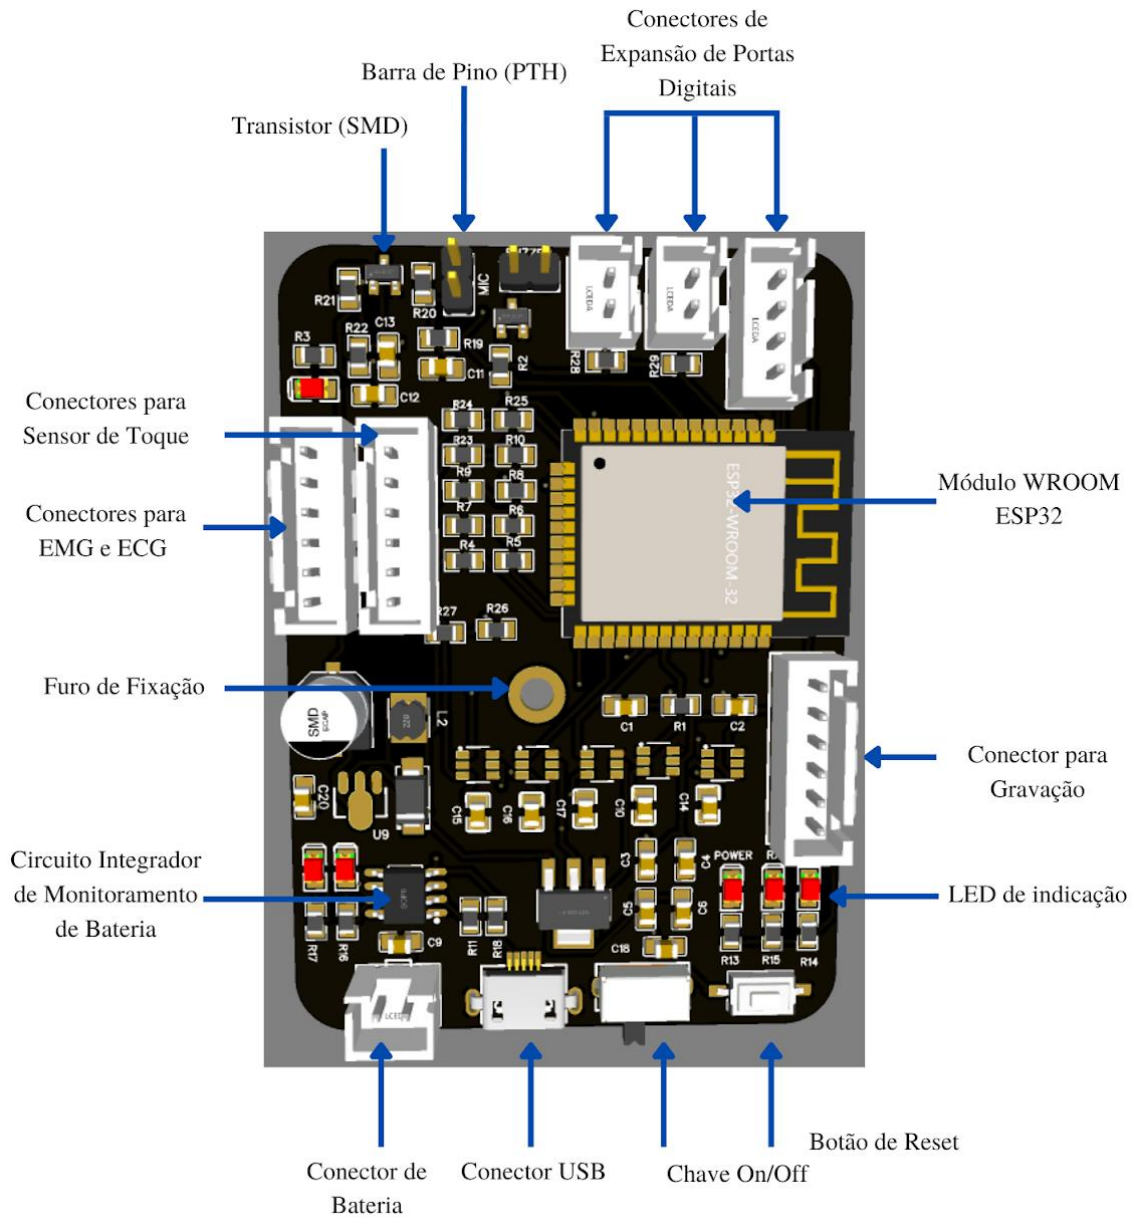 Conectores de
Expansão de Portas
Digitais
Barra de Pino (PTH)
Transistor (SMD)
MIC
R21
R20
LCEDA
LCEDA
LCEDA
R3
R22
C13
R19
R2
C11
R28
R29
C12
Conectores para
Sensor de Toque
R24
R25
R23
R10
R9
R8
R7
R6
R4
R5
ESP32-WROOM-32
Módulo WROOM
ESP32
Conectores para
EMG e ECG
R27
R26
Furo de Fixação
SMD
ECAP
022
L2
C1
R1
C2
Conector para
Gravação
C20
U9
C15
C16
C17
C10
C14
Circuito Integrador
de Monitoramento
de Bateria
C3
C4
POWER
LED de indicação
C5
C6
R17
R16
C9
R11
R18
C18
R13
R15
R14
Botão de Reset
Conector de
Bateria
Conector USB
Chave On/Off